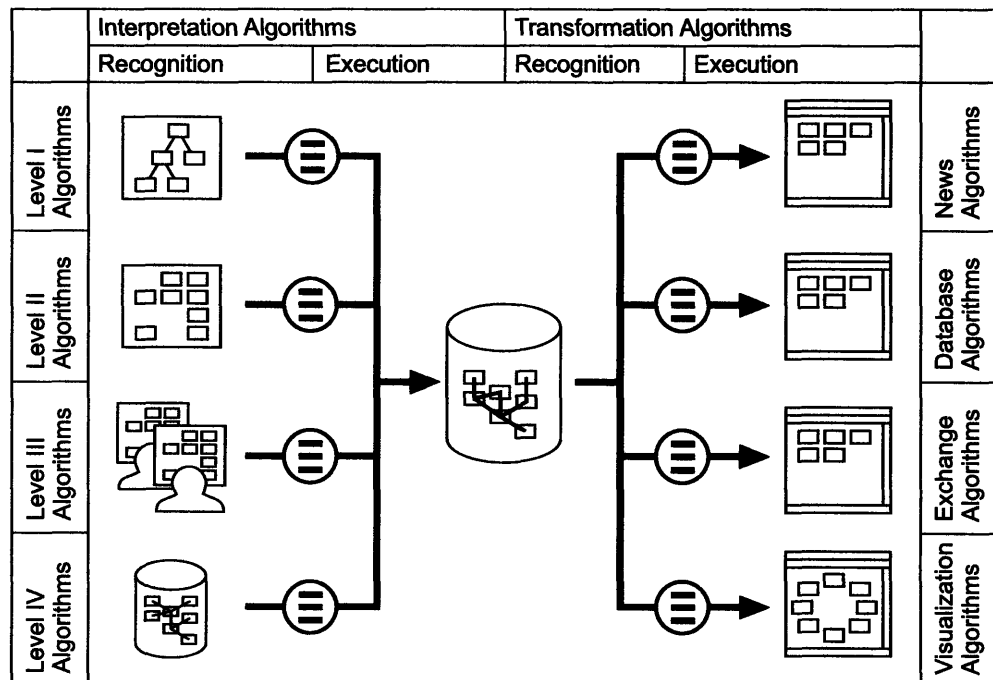 Interpretation Algorithms
Transformation Algorithms
Recognition
Execution
Recognition
Execution
Level I
Algorithms
News
Algorithms
Level II
Algorithms
Database
Algorithms
Level III
Algorithms
Exchange
Algorithms
Level IV
Algorithms
Visualization
Algorithms